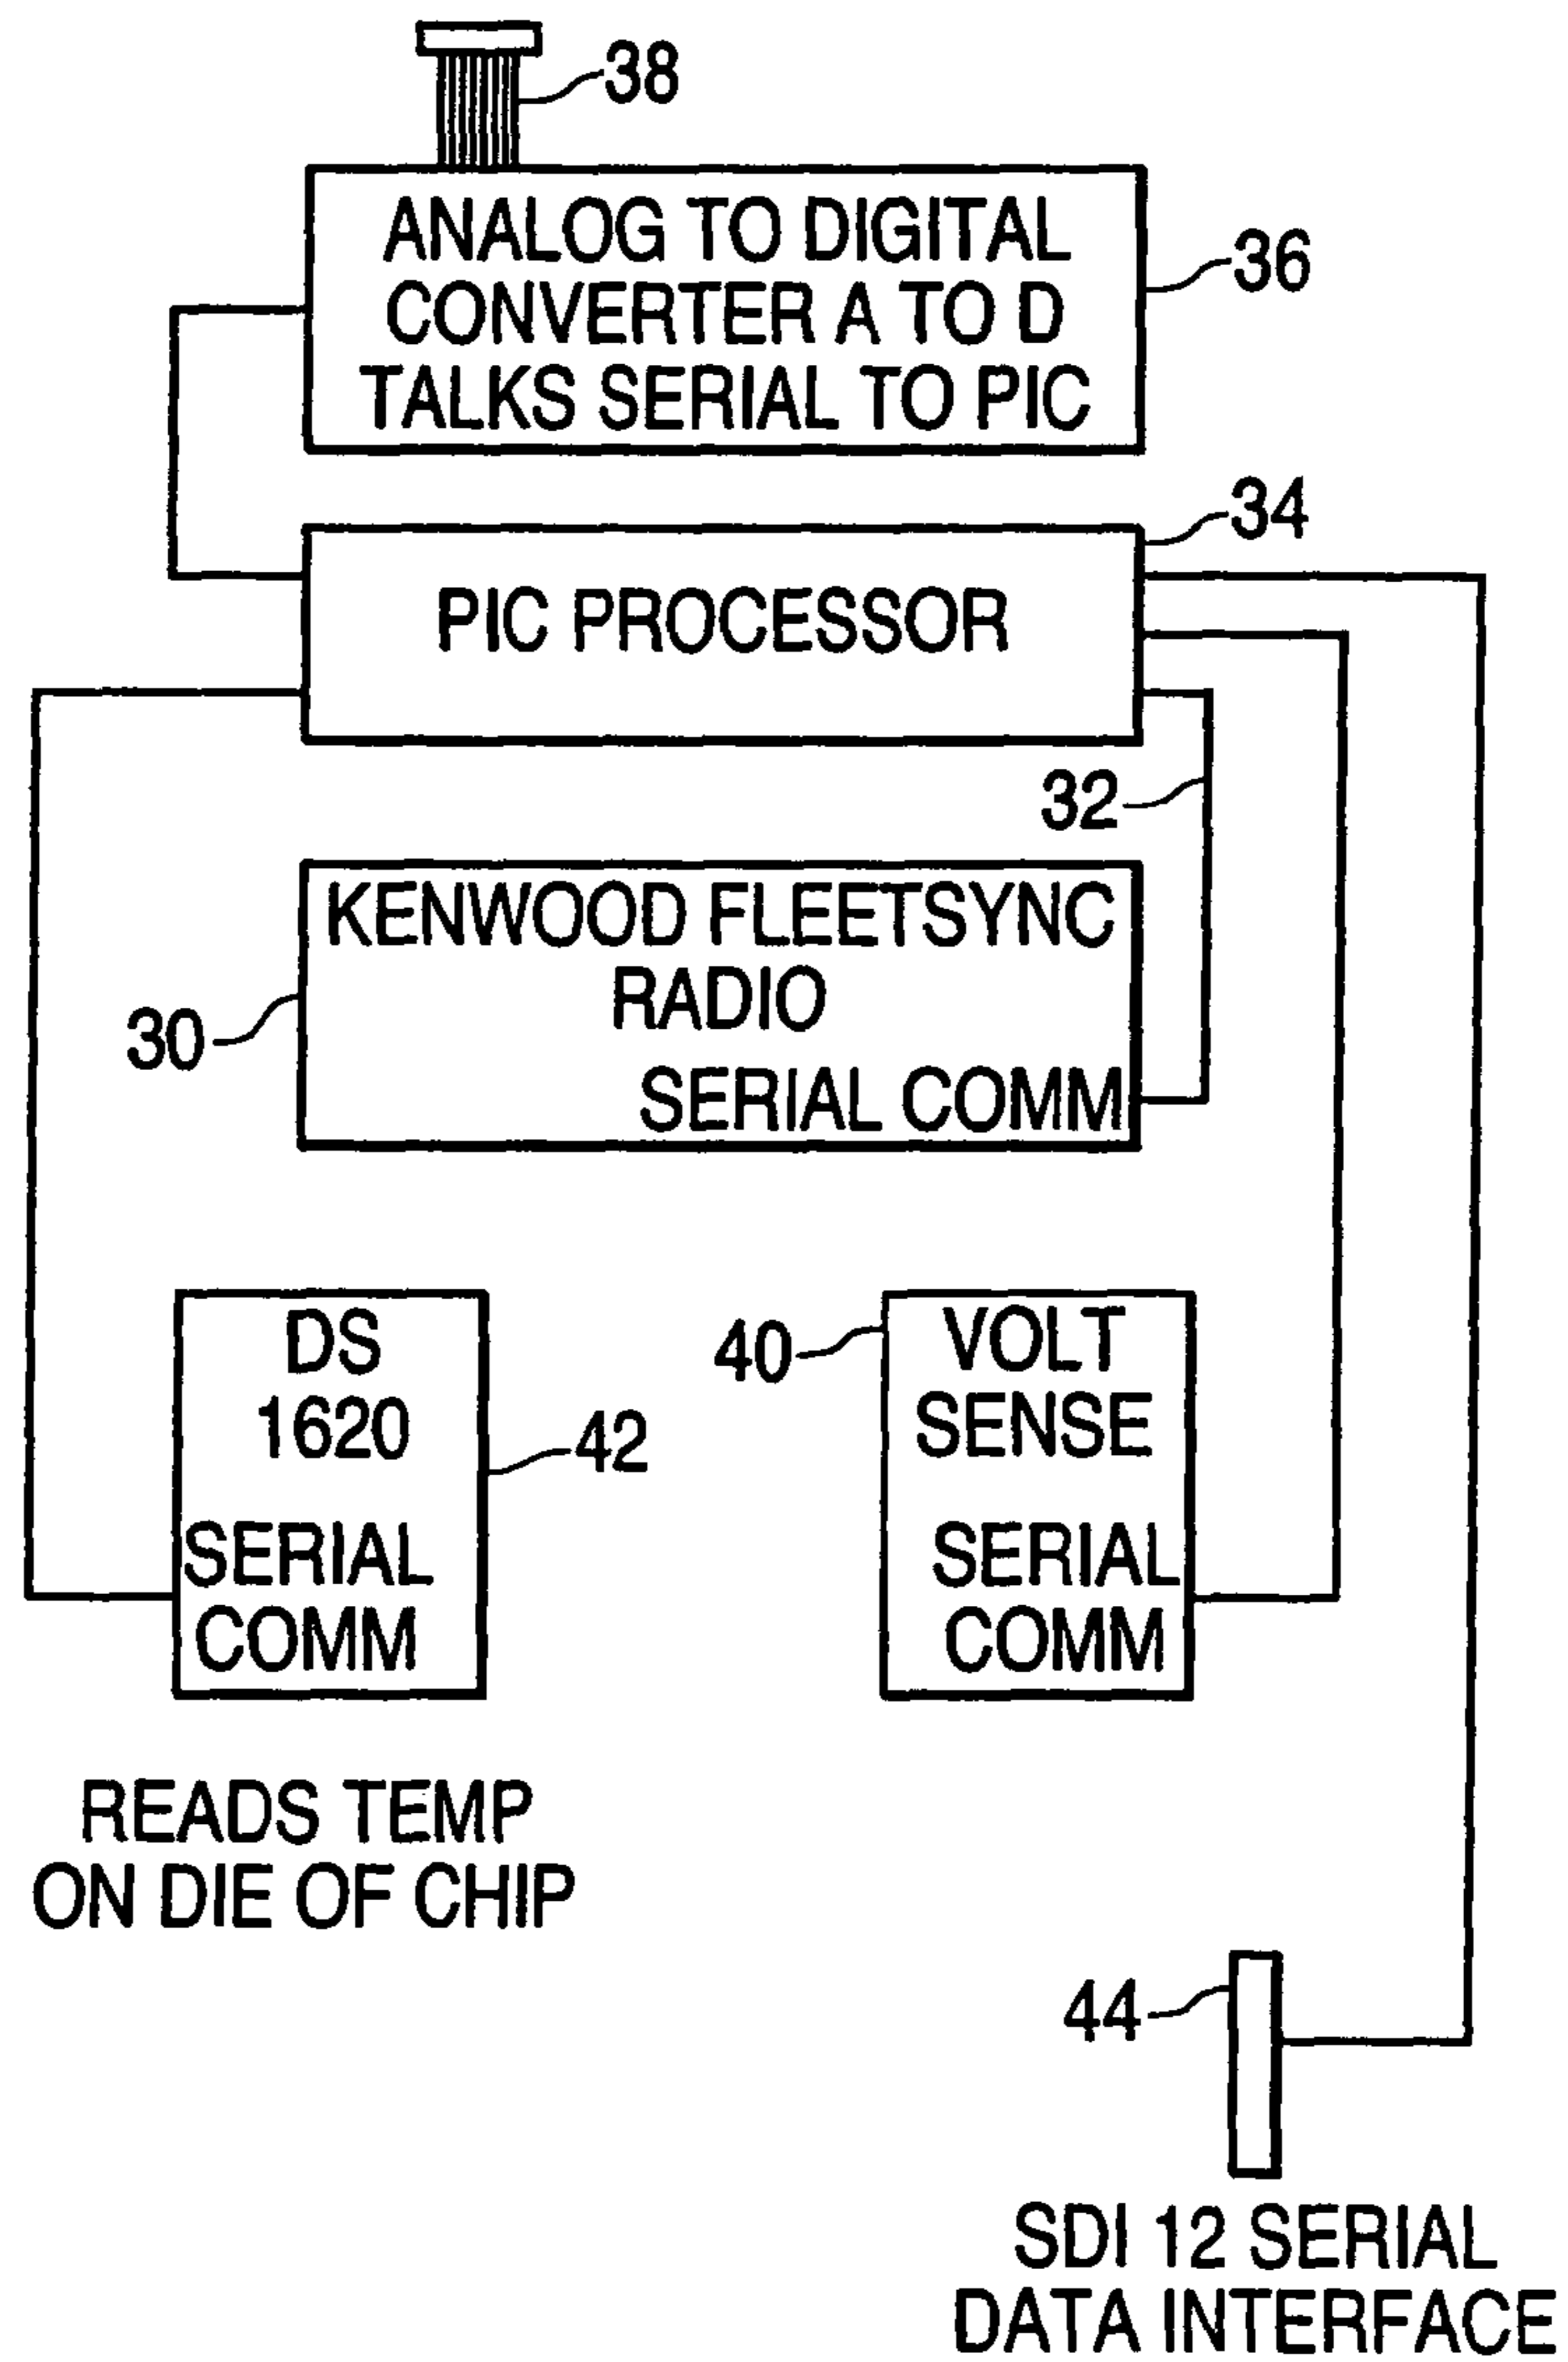 38
ANALOG TO DIGITAL
CONVERTER A TO D
TALKS SERIAL TO PIC
36
34
PIC PROCESSOR
32
KENWOOD FLEETSYNC
RADIO
SERIAL COMM
30
DS
1620
SERIAL
COMM
42
40
VOLT
SENSE
SERIAL
COMM
READS TEMP
ON DIE OF CHIP
44
SDI 12 SERIAL
DATA INTERFACE